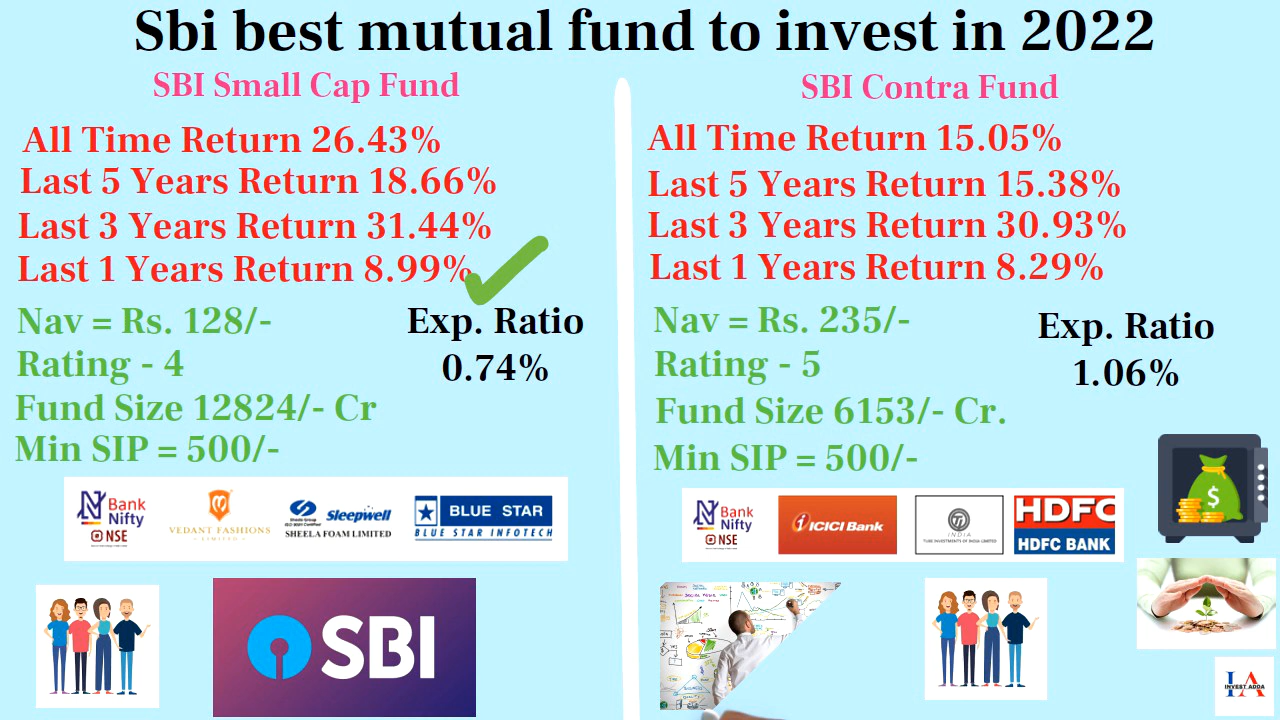 Sbi best mutual fund to invest in 2022
SBI Small Cap Fund
All Time Return 26.43%
Last 5 Years Return 18.66%
Last 3 Years Return 31.44%
Last 1 Years Return 8.99%
Nav = Rs. 128/-
Rating - 4
Exp. Ratio
0.74%
Fund Size 12824/- Cr
Min SIP = 500/-
Bank
Nifty
NSE
VEDANT FASHIONS
LIMITED
Sleepwell
SHEELA FOAM LIMITED
BLUE STAR
BLUE STAR INFOTECH
SBI
SBI Contra Fund
All Time Return 15.05%
Last 5 Years Return 15.38%
Last 3 Years Return 30.93%
Last 1 Years Return 8.29%
Nav = Rs. 235/-
Rating - 5
Exp. Ratio
1.06%
Fund Size 6153/- Cr.
Min SIP = 500/-
Bank
Nifty
NSE
ICICI Bank
INDIA
TUBE INVESTMENTS OF INDIA LIMITED
HDFC
HDFC BANK
$
IA
INVEST ADDA